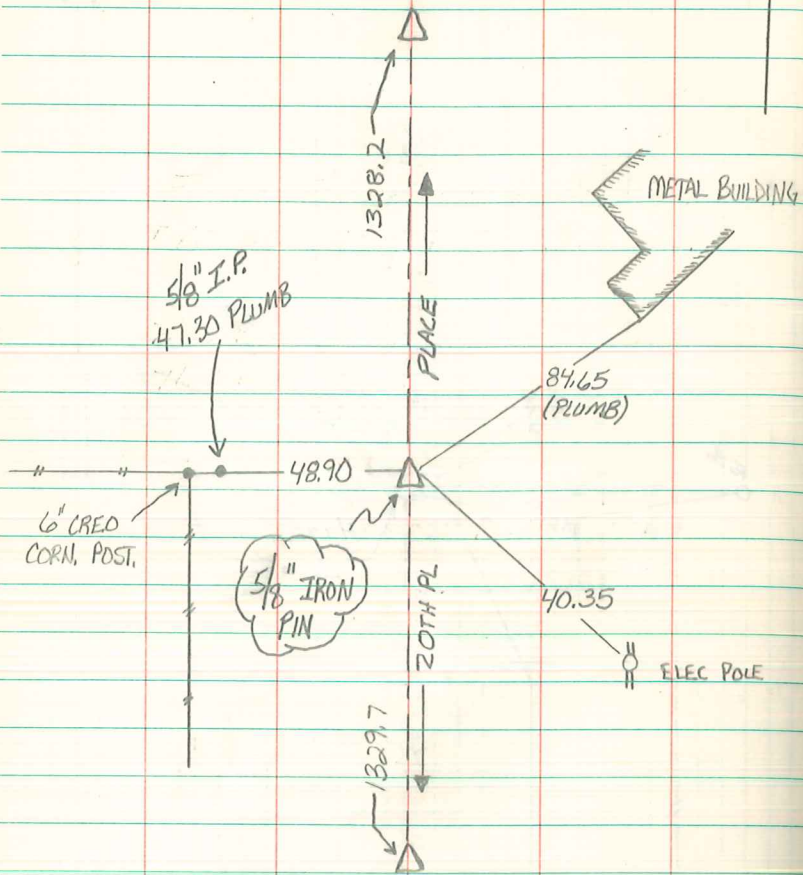 1328.2
METAL BUILDING
5/8" I.P.
47.30 PLUMB
PLACE
84.65
(PLUMB)
48.90
6" CREO
CORN. POST.
5/8" IRON
PIN
20TH PL
40.35
ELEC POLE
1329.7